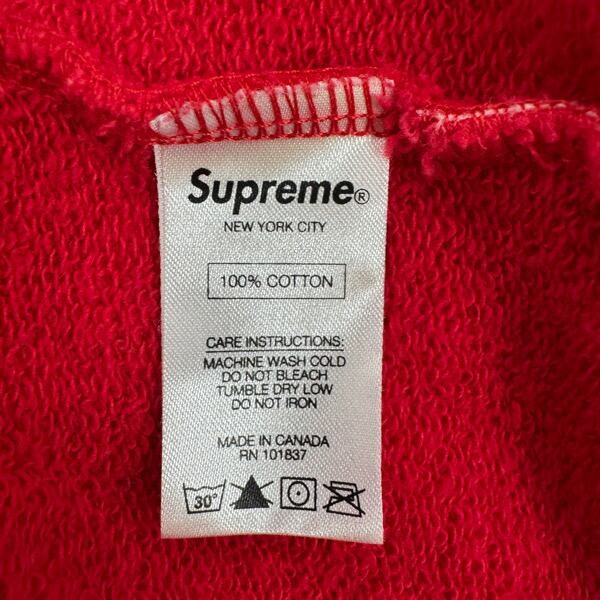 Supreme®
NEW YORK CITY
100% COTTON
CARE INSTRUCTIONS:
MACHINE WASH COLD
DO NOT BLEACH
TUMBLE DRY LOW
DO NOT IRON
MADE IN CANADA
RN 101837
30°